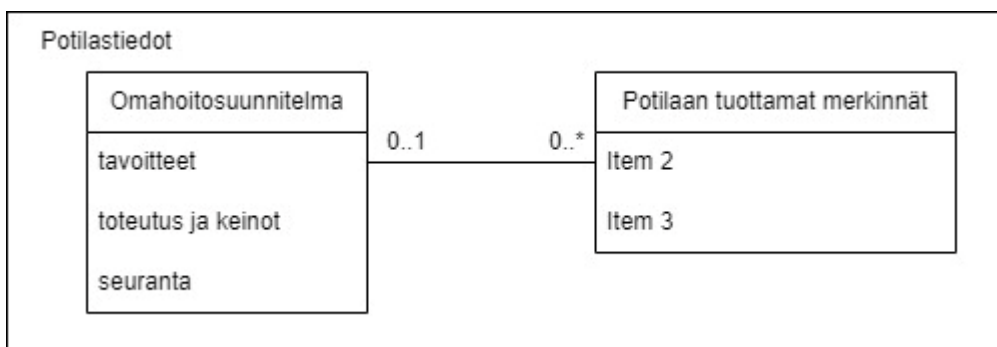 Potilastiedot
Omahoitosuunnitelma
tavoitteet
toteutus ja keinot
seuranta
0..1
0..*
Potilaan tuottamat merkinnät
Item 2
Item 3